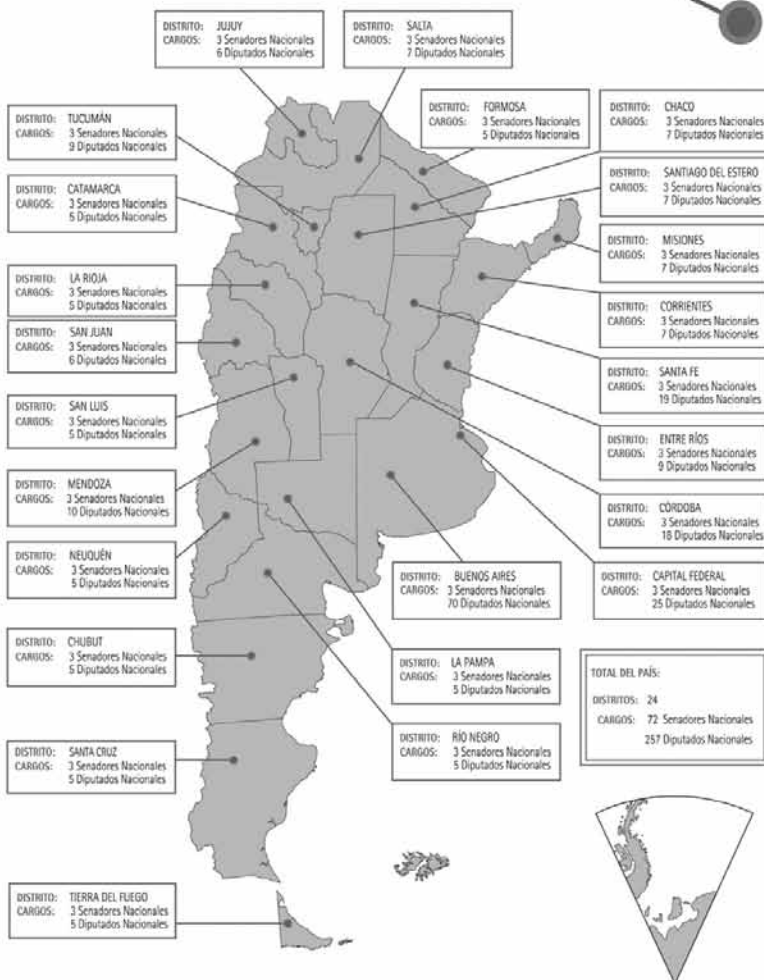 DISTRITO: JUJUY
CARGOS: 3 Senadores Nacionales
6 Diputados Nacionales
DISTRITO: SALTA
CARGOS: 3 Senadores Nacionales
7 Diputados Nacionales
DISTRITO: TUCUMÁN
CARGOS: 3 Senadores Nacionales
9 Diputados Nacionales
DISTRITO: FORMOSA
CARGOS: 3 Senadores Nacionales
5 Diputados Nacionales
DISTRITO: CHACO
CARGOS: 3 Senadores Nacionales
7 Diputados Nacionales
DISTRITO: CATAMARCA
CARGOS: 3 Senadores Nacionales
5 Diputados Nacionales
DISTRITO: SANTIAGO DEL ESTERO
CARGOS: 3 Senadores Nacionales
7 Diputados Nacionales
DISTRITO: MISIONES
CARGOS: 3 Senadores Nacionales
7 Diputados Nacionales
DISTRITO: LA RIOJA
CARGOS: 3 Senadores Nacionales
5 Diputados Nacionales
DISTRITO: CORRIENTES
CARGOS: 3 Senadores Nacionales
7 Diputados Nacionales
DISTRITO: SAN JUAN
CARGOS: 3 Senadores Nacionales
6 Diputados Nacionales
DISTRITO: SANTA FE
CARGOS: 3 Senadores Nacionales
19 Diputados Nacionales
DISTRITO: SAN LUIS
CARGOS: 3 Senadores Nacionales
5 Diputados Nacionales
DISTRITO: ENTRE RÍOS
CARGOS: 3 Senadores Nacionales
9 Diputados Nacionales
DISTRITO: MENDOZA
CARGOS: 3 Senadores Nacionales
10 Diputados Nacionales
DISTRITO: CÓRDOBA
CARGOS: 3 Senadores Nacionales
18 Diputados Nacionales
DISTRITO: NEUQUÉN
CARGOS: 3 Senadores Nacionales
5 Diputados Nacionales
DISTRITO: BUENOS AIRES
CARGOS: 3 Senadores Nacionales
70 Diputados Nacionales
DISTRITO: CAPITAL FEDERAL
CARGOS: 3 Senadores Nacionales
25 Diputados Nacionales
DISTRITO: CHUBUT
CARGOS: 3 Senadores Nacionales
5 Diputados Nacionales
DISTRITO: LA PAMPA
CARGOS: 3 Senadores Nacionales
5 Diputados Nacionales
TOTAL DEL PAÍS:
DISTRITOS: 24
CARGOS: 72 Senadores Nacionales
257 Diputados Nacionales
DISTRITO: SANTA CRUZ
CARGOS: 3 Senadores Nacionales
5 Diputados Nacionales
DISTRITO: RÍO NEGRO
CARGOS: 3 Senadores Nacionales
5 Diputados Nacionales
DISTRITO: TIERRA DEL FUEGO
CARGOS: 3 Senadores Nacionales
5 Diputados Nacionales